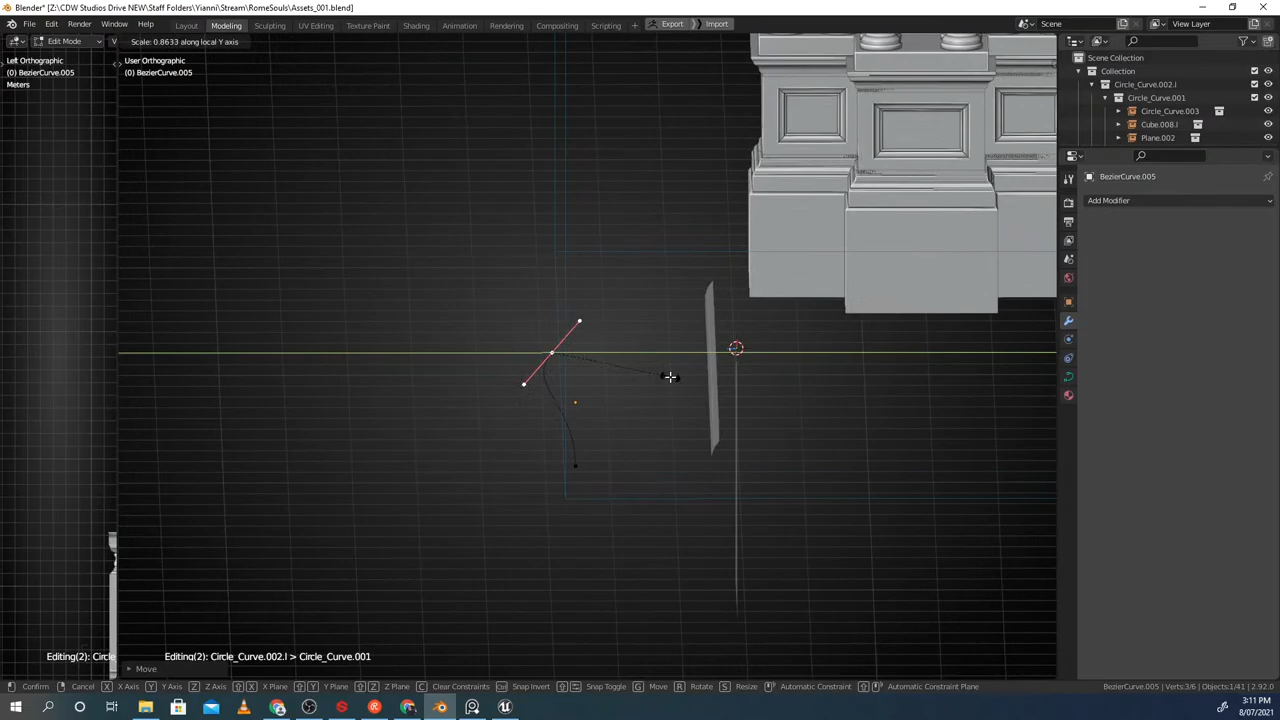 Blender* [Z:\CDW Studios Drive NEW\Staff Folders\Yianni\Stream\RomeSouls\Assets_001.blend]
File Edit Render Window Help Layout Modeling Sculpting UV Editing Texture Paint Shading Animation Rendering Compositing Scripting Export Import Scene View Layer
Edit Mode V Scale: 0.8633 along local Y axis
Left Orthographic User Orthographic
(0) BezierCurve.005 (0) BezierCurve.005
Meters
Scene Collection
Collection
Circle_Curve.002.l
Circle_Curve.001
Circle_Curve.003
Cube.008.l
Plane.002
BezierCurve.005
Add Modifier
Editing(2): Circle Editing(2): Circle_Curve.002.l > Circle_Curve.001
Move
Confirm Cancel X X Axis Y Y Axis Z Z Axis X X Plane Y Y Plane Z Z Plane C Clear Constraints Ctrl Snap Invert Snap Toggle G Move R Rotate S Resize Automatic Constraint Automatic Constraint Plane BezierCurve.005 | Verts:3/6 | Objects:1/41 | 2.92.0
3:11 PM
8/07/2021